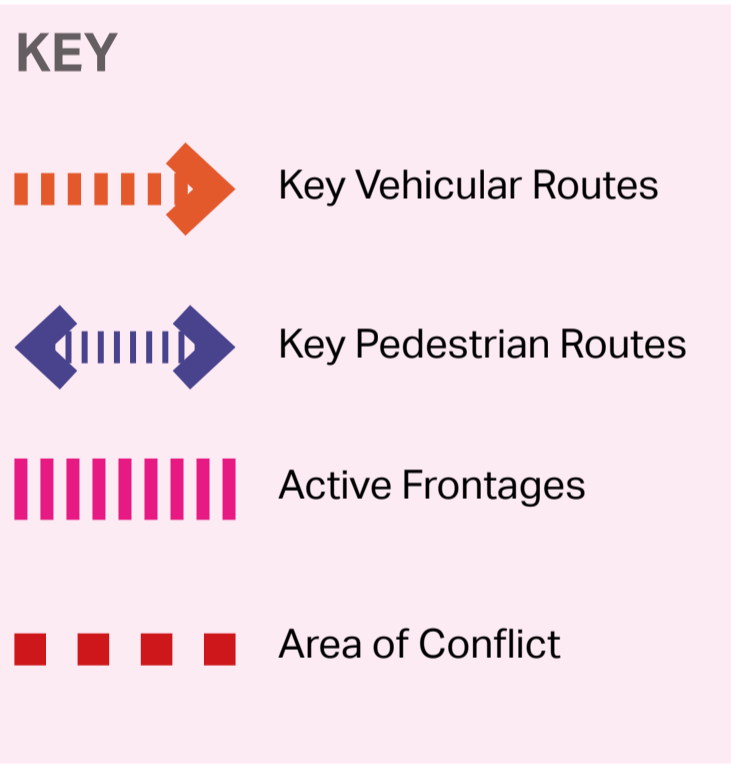 KEY
Key Vehicular Routes
Key Pedestrian Routes
Active Frontages
Area of Conflict